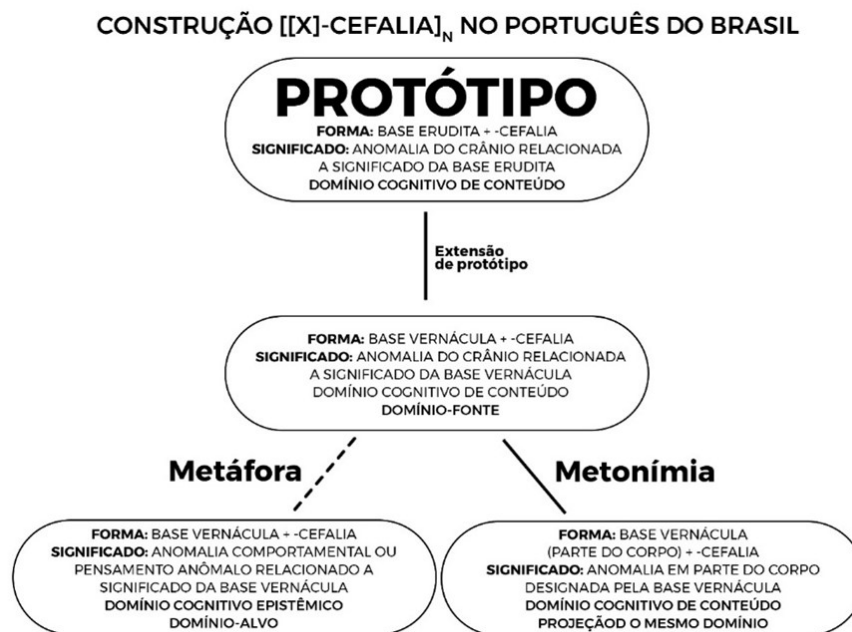 CONSTRUÇÃO [[X]-CEFALIA]N NO PORTUGUÊS DO BRASIL
PROTÓTIPO
FORMA: BASE ERUDITA + -CEFALIA
SIGNIFICADO: ANOMALIA DO CRÂNIO RELACIONADA
A SIGNIFICADO DA BASE ERUDITA
DOMÍNIO COGNITIVO DE CONTEÚDO
Extensão
de protótipo
FORMA: BASE VERNÁCULA + -CEFALIA
SIGNIFICADO: ANOMALIA DO CRÂNIO RELACIONADA
A SIGNIFICADO DA BASE VERNÁCULA
DOMÍNIO COGNITIVO DE CONTEÚDO
DOMÍNIO-FONTE
Metáfora
Metonímia
FORMA: BASE VERNÁCULA + -CEFALIA
SIGNIFICADO: ANOMALIA COMPORTAMENTAL OU
PENSAMENTO ANÔMALO RELACIONADO A
SIGNIFICADO DA BASE VERNÁCULA
DOMÍNIO COGNITIVO EPISTÊMICO
DOMÍNIO-ALVO
FORMA: BASE VERNÁCULA
(PARTE DO CORPO) + -CEFALIA
SIGNIFICADO: ANOMALIA EM PARTE DO CORPO
DESIGNADA PELA BASE VERNÁCULA
DOMÍNIO COGNITIVO DE CONTEÚDO
PROJEÇÃOD O MESMO DOMÍNIO